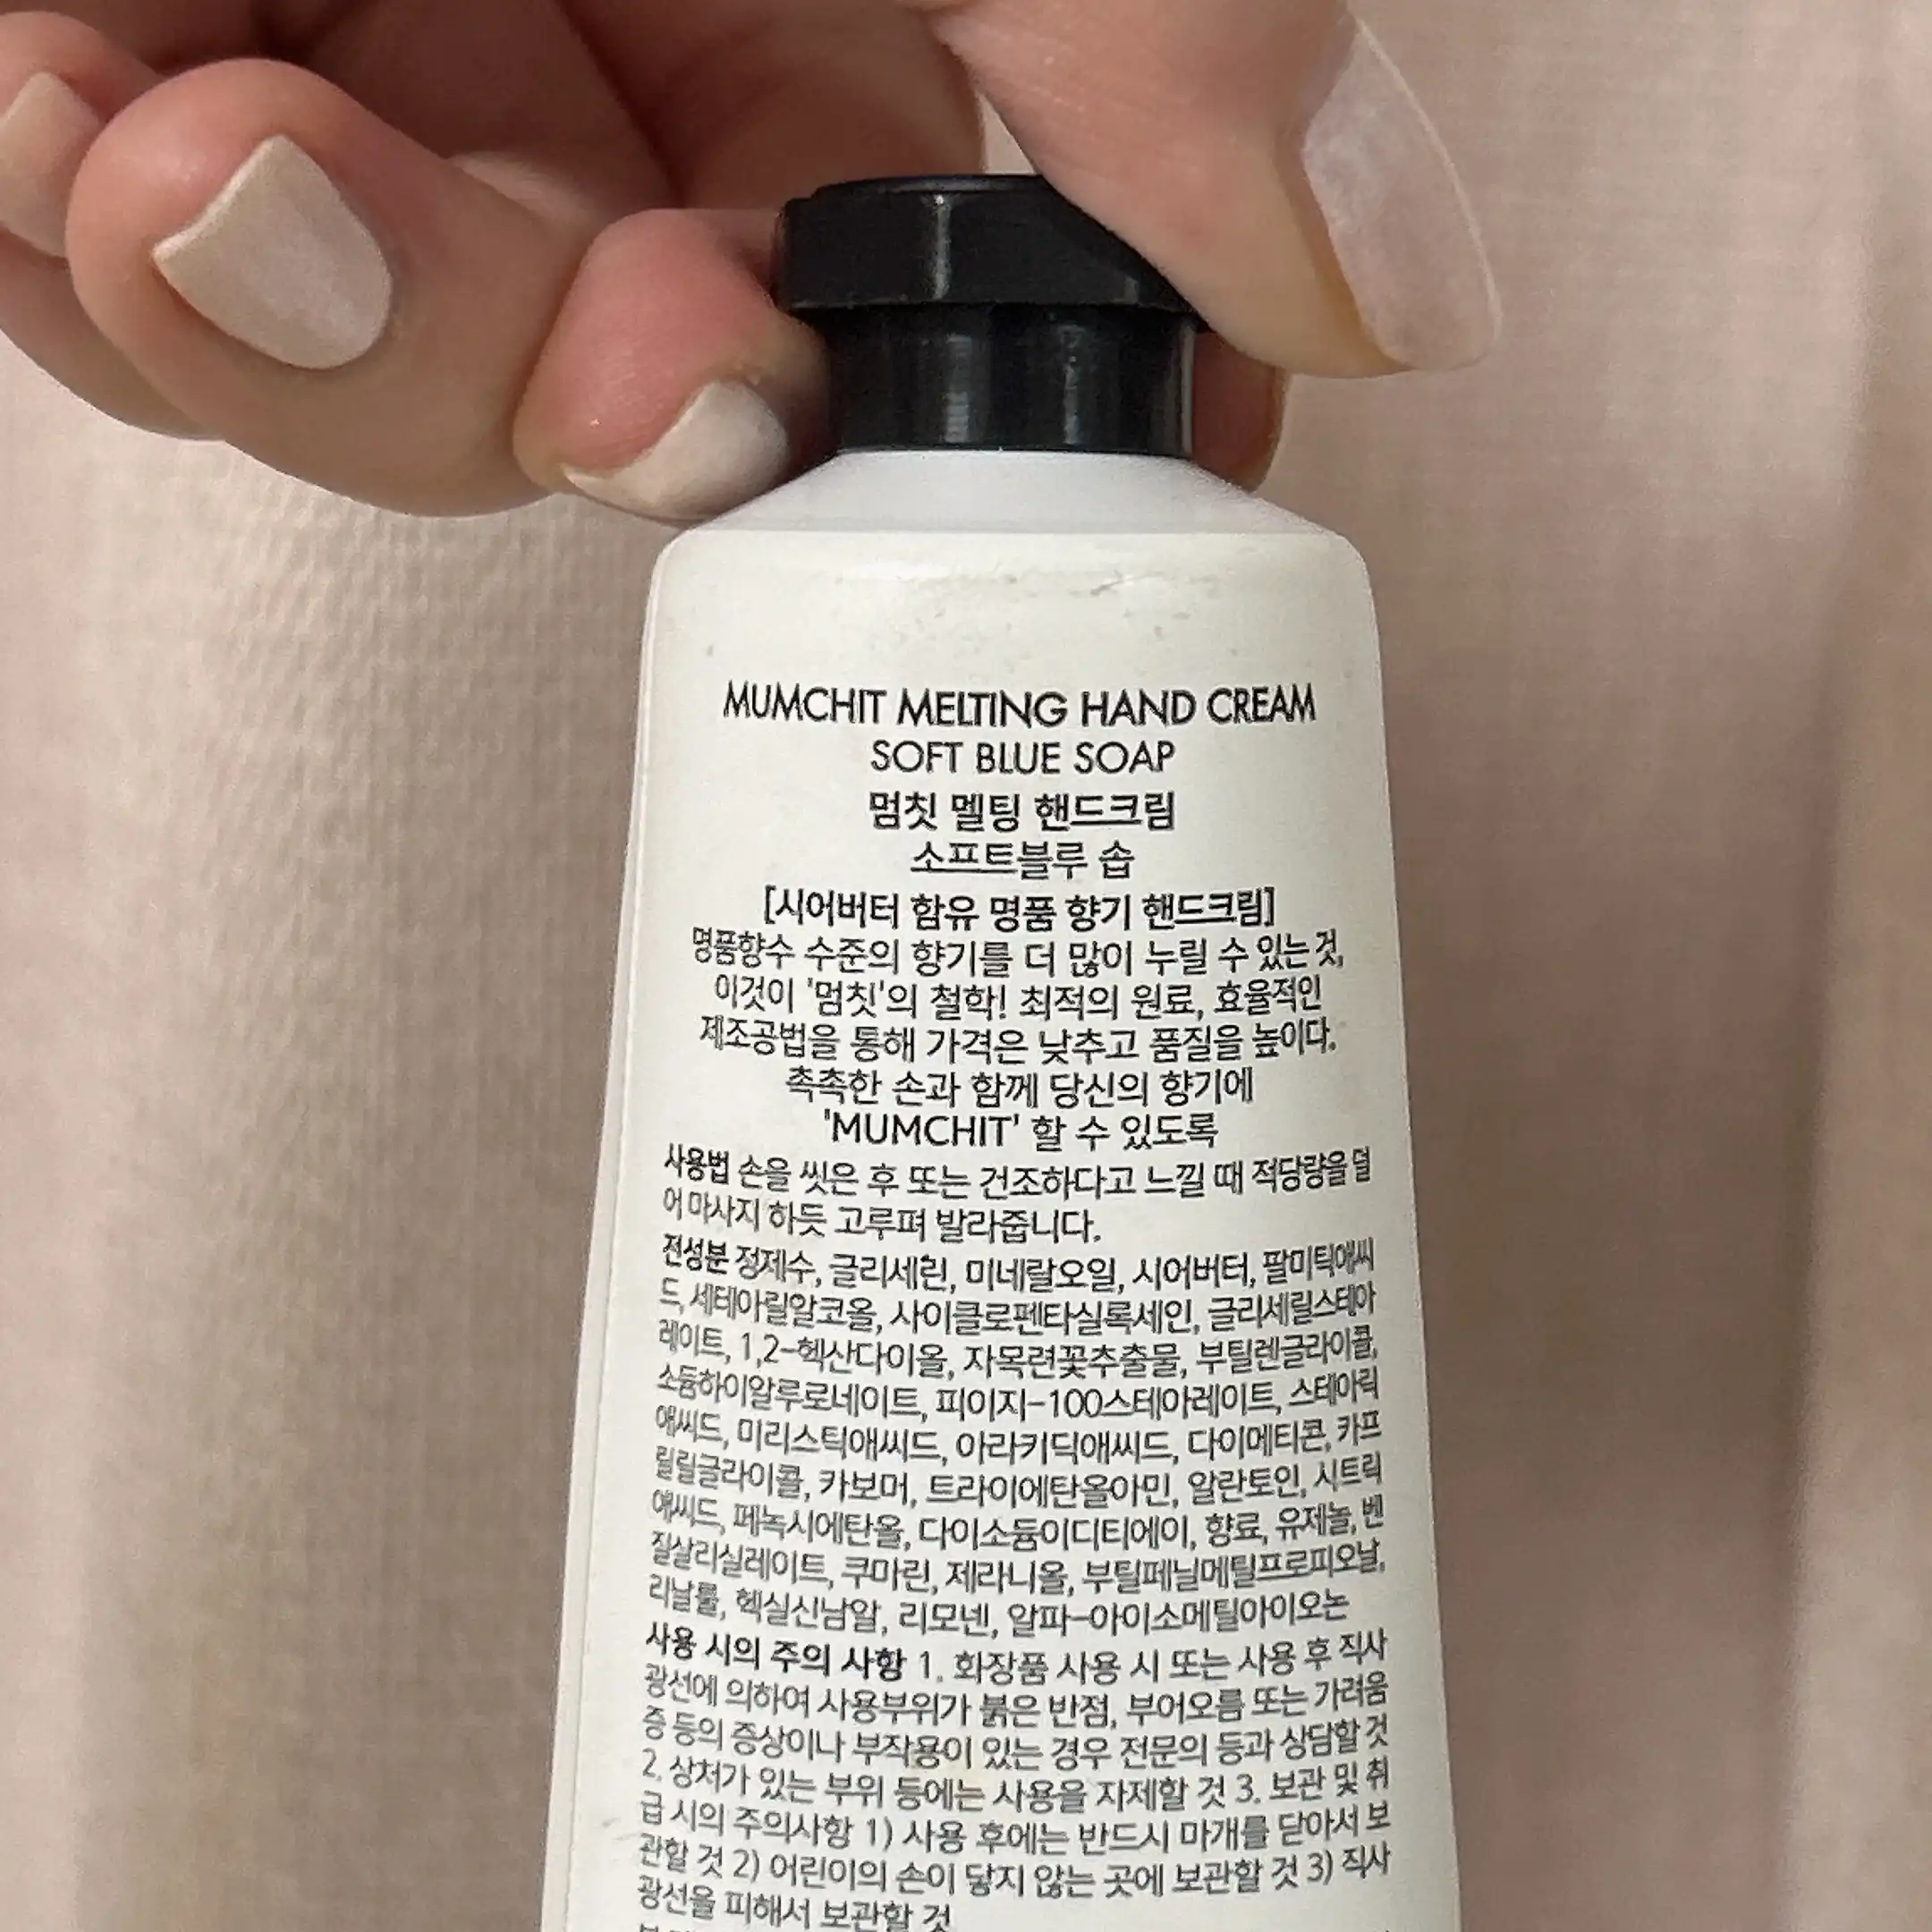 MUMCHIT MELTING HAND CREAM
SOFT BLUE SOAP
멈칫 멜팅 핸드크림
소프트블루 솝
[시어버터 함유 명품 향기 핸드크림]
명품향수 수준의 향기를 더 많이 누릴 수 있는 것,
이것이 '멈칫'의 철학! 최적의 원료, 효율적인
제조공법을 통해 가격은 낮추고 품질을 높이다.
촉촉한 손과 함께 당신의 향기에
'MUMCHIT' 할 수 있도록
사용법 손을 씻은 후 또는 건조하다고 느낄 때 적당량을 덜
어 마사지 하듯 고루펴 발라줍니다.
전성분 정제수, 글리세린, 미네랄오일, 시어버터, 팔미틱애씨
드, 세테아릴알코올, 사이클로펜타실록세인, 글리세릴스테아
레이트, 1,2-헥산다이올, 자목련꽃추출물, 부틸렌글라이콜,
소듐하이알루로네이트, 피이지-100스테아레이트, 스테아릭
애씨드, 미리스틱애씨드, 아라키딕애씨드, 다이메티콘, 카프
릴릴글라이콜, 카보머, 트라이에탄올아민, 알란토인, 시트릭
애씨드, 페녹시에탄올, 다이소듐이디티에이, 향료, 유제놀, 벤
질살리실레이트, 쿠마린, 제라니올, 부틸페닐메틸프로피오날,
리날룰, 헥실신남알, 리모넨, 알파-아이소메틸아이오논
사용 시의 주의 사항 1. 화장품 사용 시 또는 사용 후 직사
광선에 의하여 사용부위가 붉은 반점, 부어오름 또는 가려움
증 등의 증상이나 부작용이 있는 경우 전문의 등과 상담할 것
2. 상처가 있는 부위 등에는 사용을 자제할 것 3. 보관 및 취
급 시의 주의사항 1) 사용 후에는 반드시 마개를 닫아서 보
관할 것 2) 어린이의 손이 닿지 않는 곳에 보관할 것 3) 직사
광선을 피해서 보관할 것